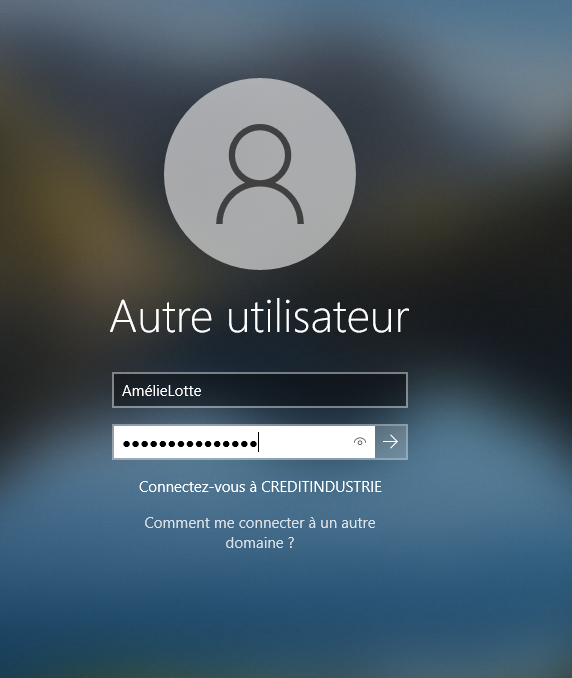 Autre utilisateur
AmélieLotte
Connectez-vous à CREDITINDUSTRIE
Comment me connecter à un autre
domaine ?